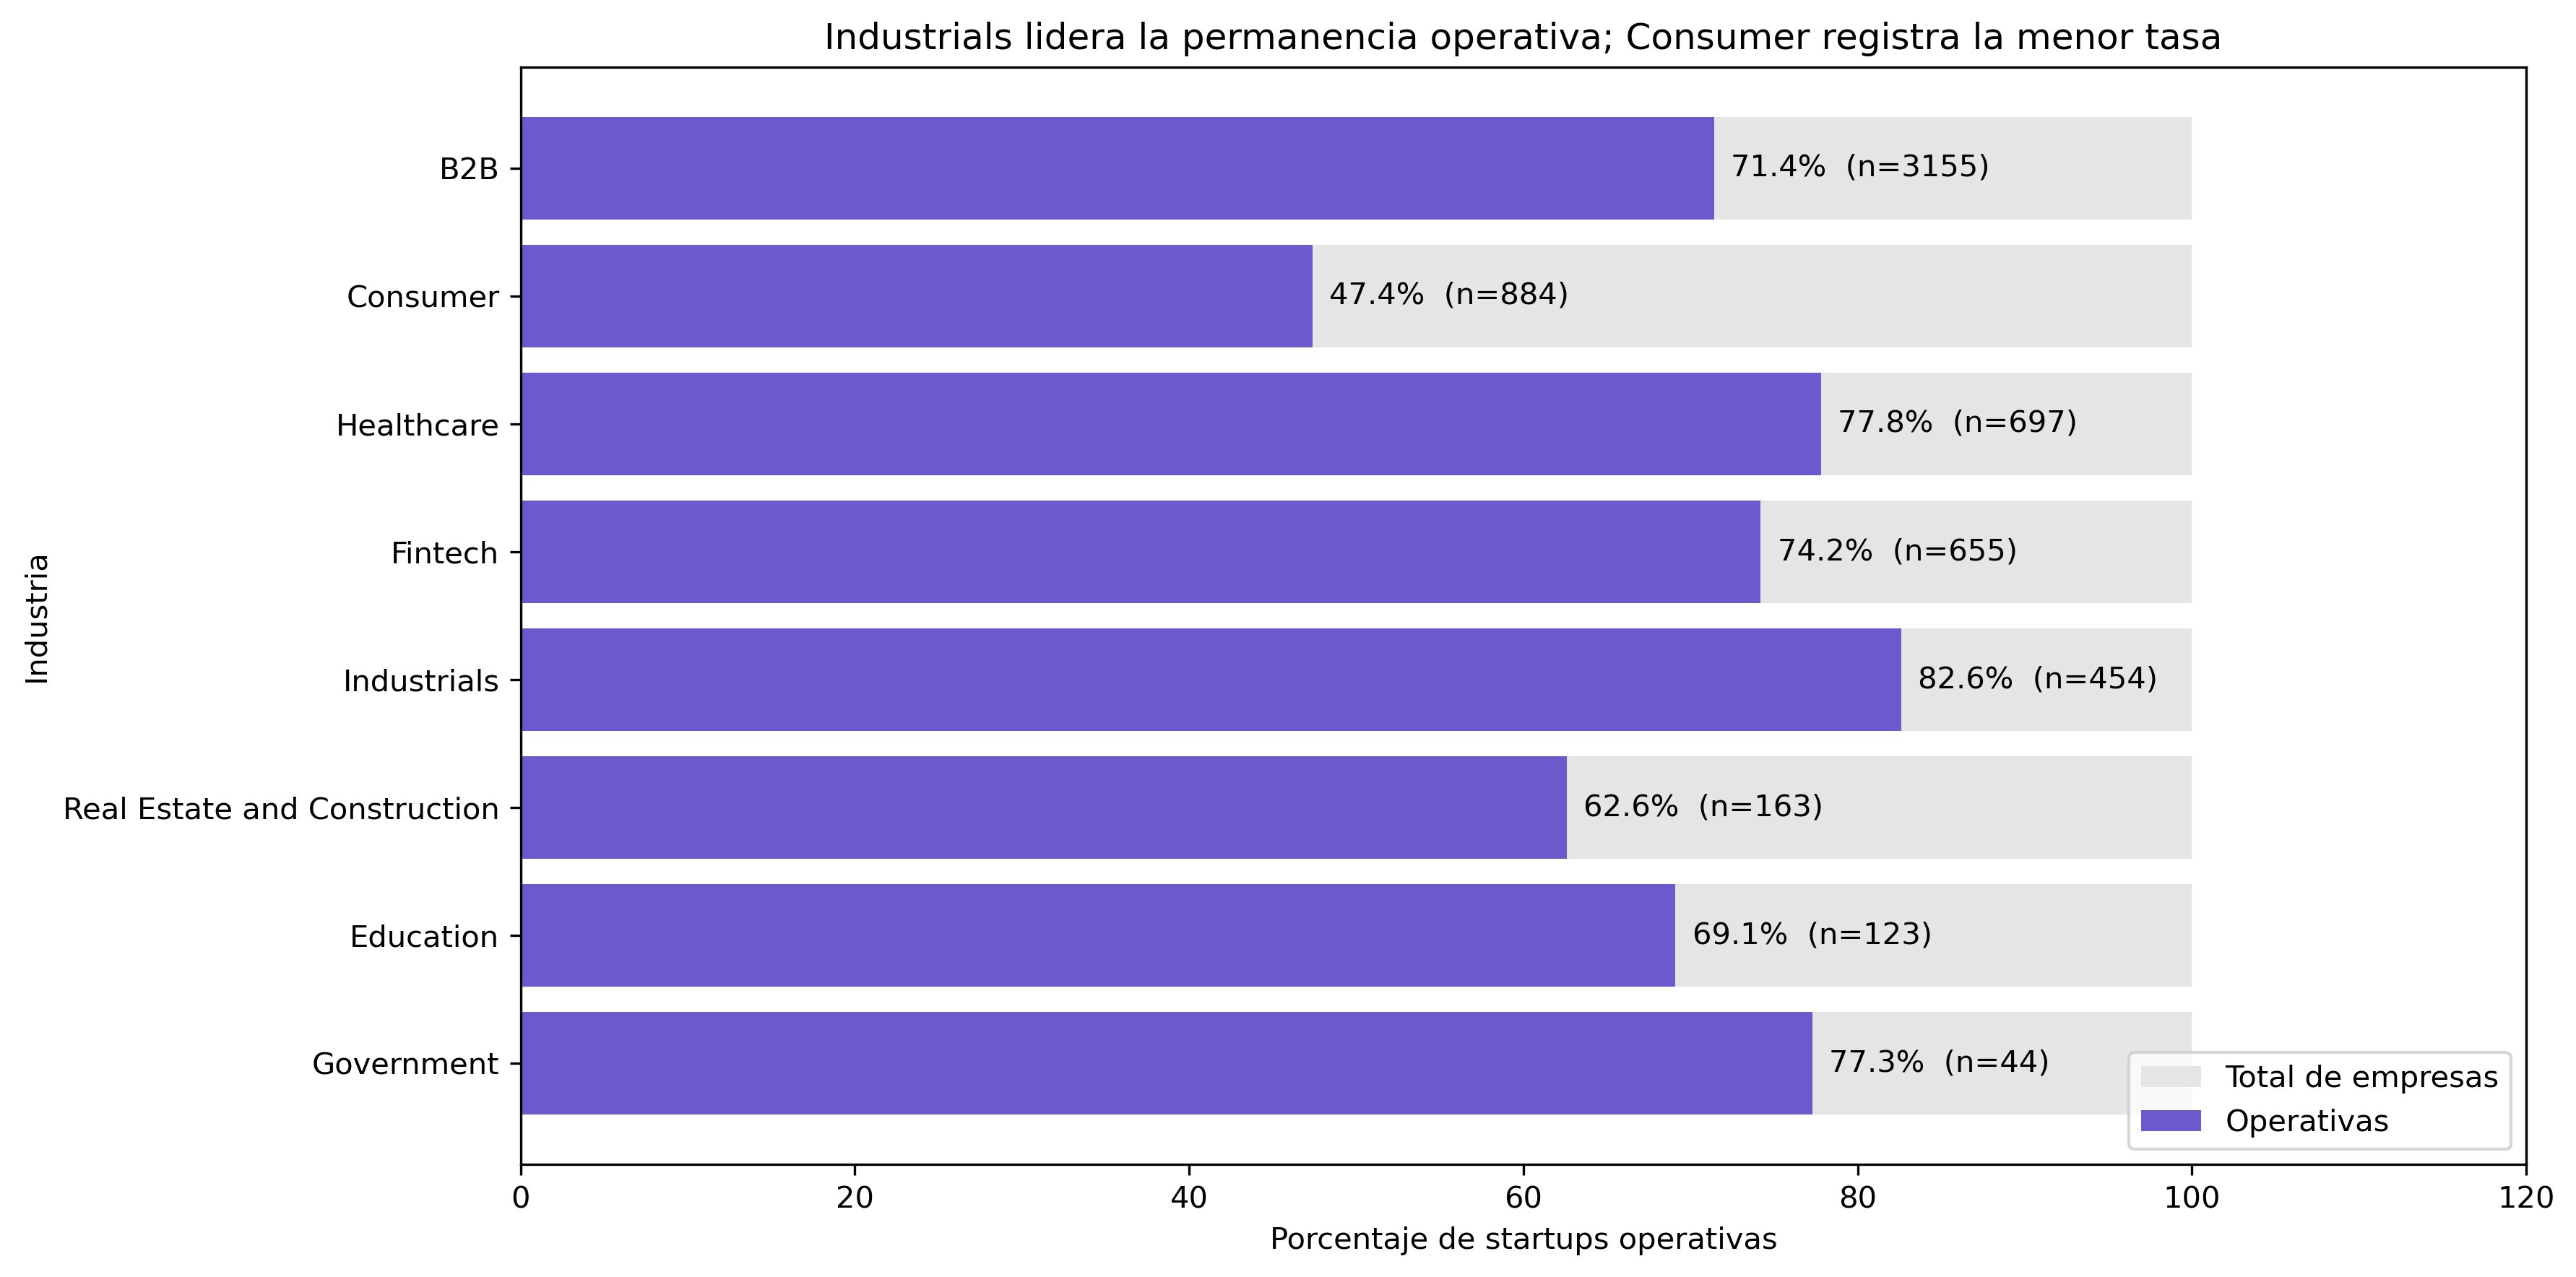 Industrials lidera la permanencia operativa; Consumer registra la menor tasa
Industria
B2B
71.4% (n=3155)
Consumer
47.4% (n=884)
Healthcare
77.8% (n=697)
Fintech
74.2% (n=655)
Industrials
82.6% (n=454)
Real Estate and Construction
62.6% (n=163)
Education
69.1% (n=123)
Government
77.3% (n=44)
Total de empresas
Operativas
0 20 40 60 80 100 120
Porcentaje de startups operativas